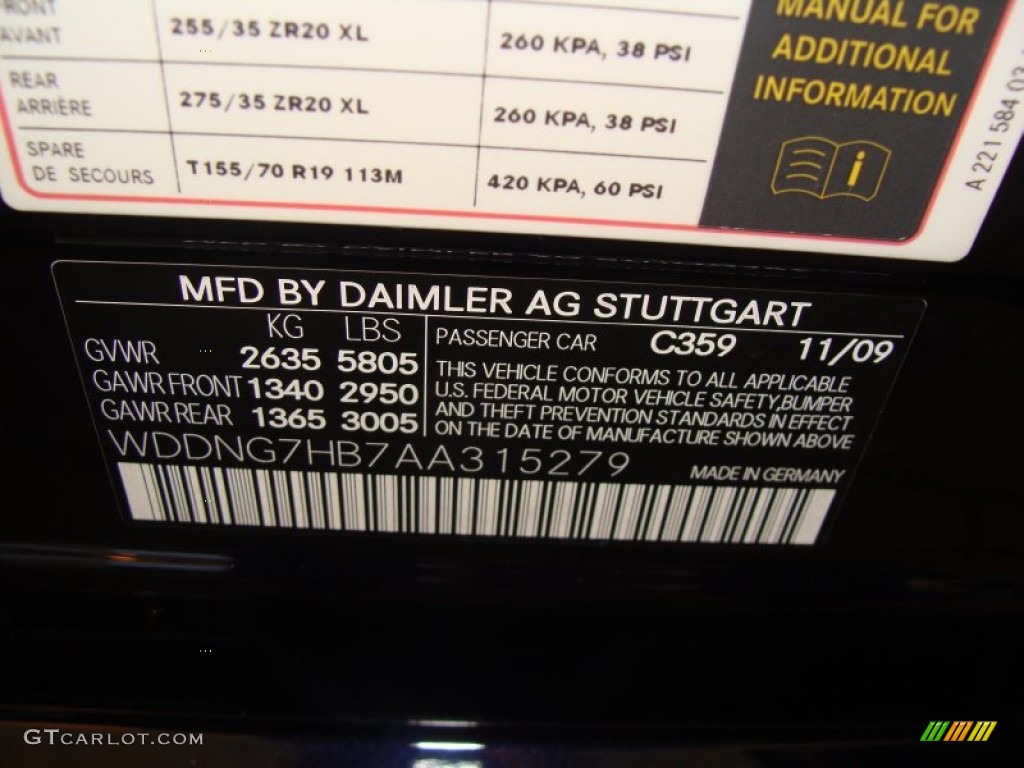 FRONT
AVANT
255/35 ZR20 XL
260 KPA, 38 PSI
REAR
ARRIÈRE
275/35 ZR20 XL
260 KPA, 38 PSI
SPARE
DE SECOURS
T155/70 R19 113M
420 KPA, 60 PSI
MANUAL FOR
ADDITIONAL
INFORMATION
A 221 584 03
MFD BY DAIMLER AG STUTTGART
KG LBS
GVWR 2635 5805
GAWR FRONT 1340 2950
GAWR REAR 1365 3005
PASSENGER CAR C359 11/09
THIS VEHICLE CONFORMS TO ALL APPLICABLE
U.S. FEDERAL MOTOR VEHICLE SAFETY,BUMPER
AND THEFT PREVENTION STANDARDS IN EFFECT
ON THE DATE OF MANUFACTURE SHOWN ABOVE
WDDNG7HB7AA315279
MADE IN GERMANY
GTCARLOT.COM